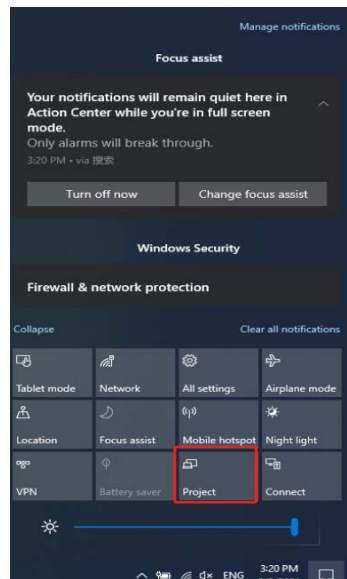 Manage notifications
Focus assist
Your notifications will remain quiet here in
Action Center while you're in full screen
mode.
Only alarms will break through.
3:20 PM • via 搜索
Turn off now
Change focus assist
Windows Security
Firewall & network protection
Collapse
Clear all notifications
Tablet mode
Network
All settings
Airplane mode
Location
Focus assist
Mobile hotspot
Night light
VPN
Battery saver
Project
Connect
ENG
3:20 PM